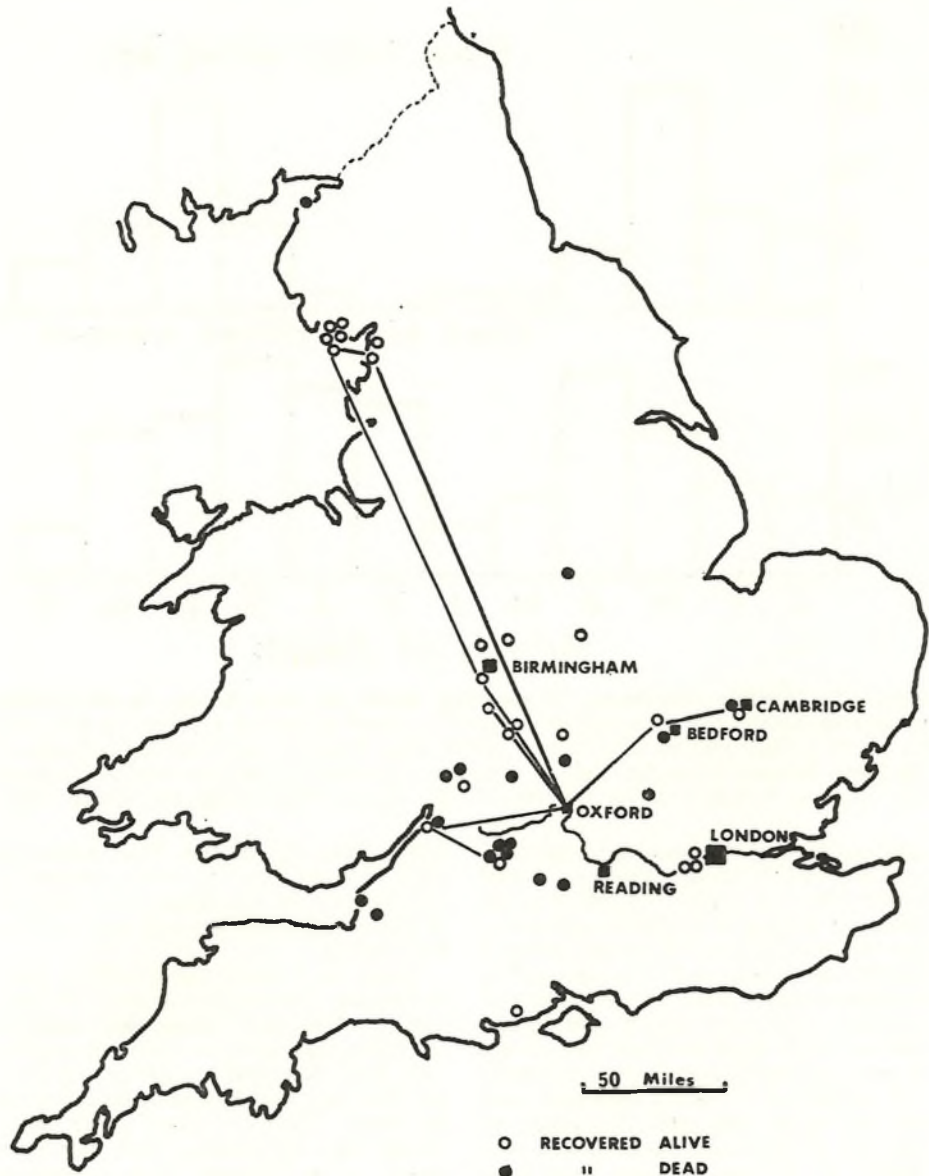 BIRMINGHAM
CAMBRIDGE
BEDFORD
OXFORD
LONDON
READING
50 Miles
RECOVERED ALIVE
" DEAD